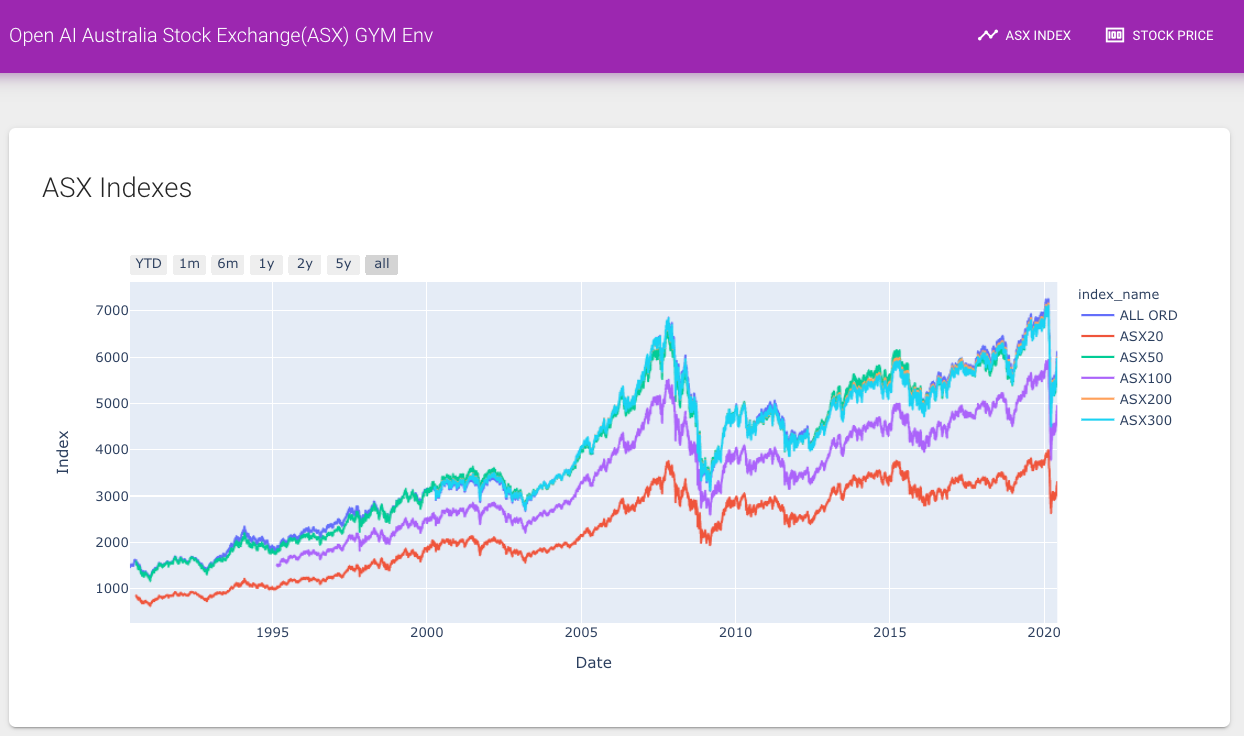 Open AI Australia Stock Exchange(ASX) GYM Env
ASX INDEX
STOCK PRICE
ASX Indexes
YTD 1m 6m 1y 2y 5y all
index_name
ALL ORD
ASX20
ASX50
ASX100
ASX200
ASX300
Index
7000
6000
5000
4000
3000
2000
1000
1995 2000 2005 2010 2015 2020
Date